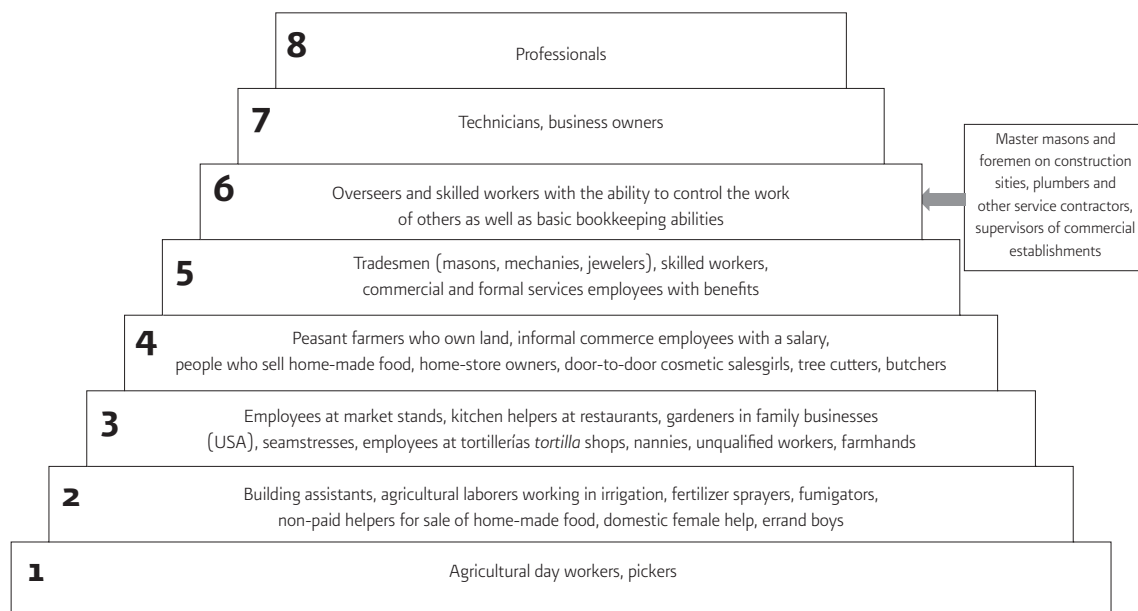 8
Professionals
7
Technicians, business owners
6
Overseers and skilled workers with the ability to control the work
of others as well as basic bookkeeping abilities
Master masons and
foremen on construction
sities, plumbers and
other service contractors,
supervisors of commercial
establishments
5
Tradesmen (masons, mechanies, jewelers), skilled workers,
commercial and formal services employees with benefits
4
Peasant farmers who own land, informal commerce employees with a salary,
people who sell home-made food, home-store owners, door-to-door cosmetic salesgirls, tree cutters, butchers
3
Employees at market stands, kitchen helpers at restaurants, gardeners in family businesses
(USA), seamstresses, employees at tortillerías tortilla shops, nannies, unqualified workers, farmhands
2
Building assistants, agricultural laborers working in irrigation, fertilizer sprayers, fumigators,
non-paid helpers for sale of home-made food, domestic female help, errand boys
1
Agricultural day workers, pickers